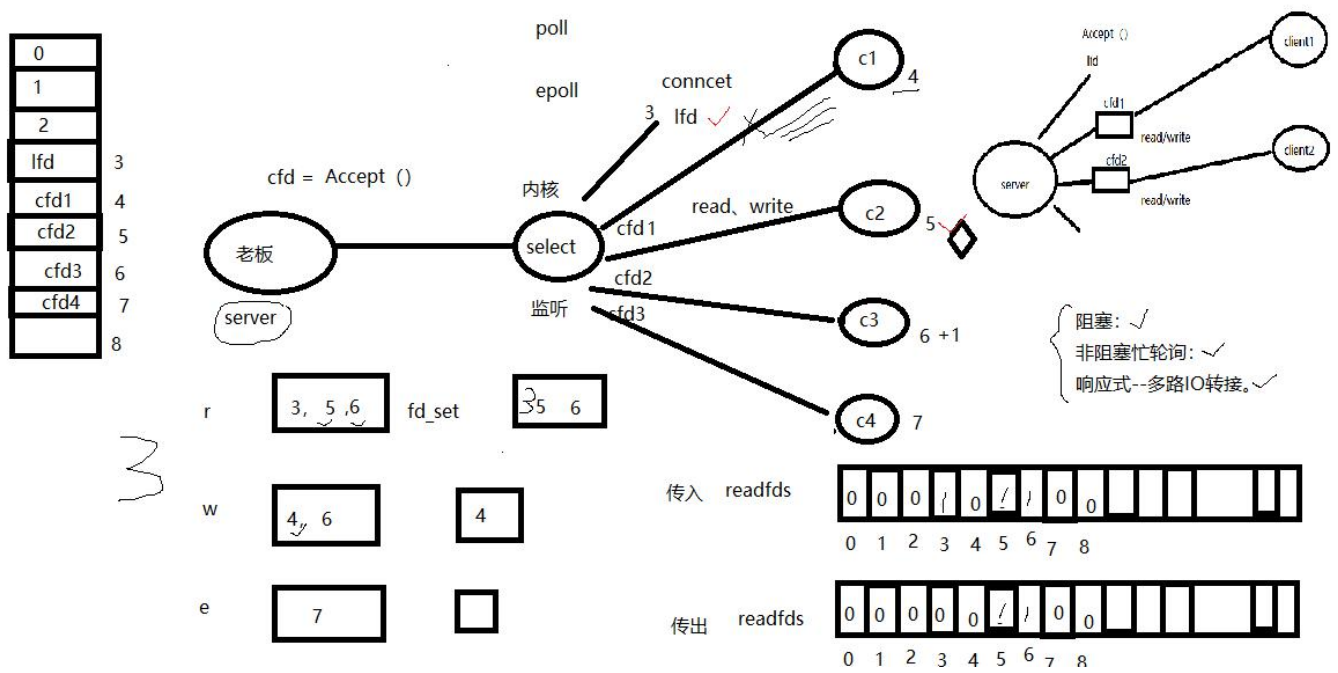 0
1
2
lfd 3
cfd1 4
cfd2 5
cfd3 6
cfd4 7
8
poll
epoll
conncet
3 lfd
cfd = Accept ()
内核
老板
select
server
监听
cfd1
read、write
cfd2
cfd3
c1 4
c2 5
c3 6 +1
c4 7
Accept ()
lfd
cfd1
read/write
cfd2
read/write
server
client1
client2
阻塞:
非阻塞忙轮询:
响应式--多路IO转接。
r 3, 5 ,6 fd_set 3 5 6
3
w 4, 6 4
e 7
传入 readfds 0 0 0 1 0 1 1 0 0
0 1 2 3 4 5 6 7 8
传出 readfds 0 0 0 0 0 1 1 0 0
0 1 2 3 4 5 6 7 8